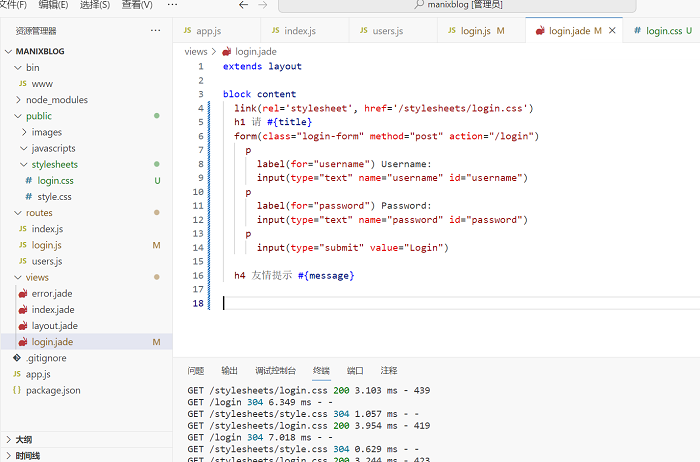 文件(F) 编辑(E) 选择(S) 查看(V) ··· manixblog [管理员]
资源管理器 ···
MANIXBLOG
bin
JS www
node_modules
public
images
javascripts
stylesheets
# login.css U
# style.css
routes
JS index.js
JS login.js M
JS users.js
views
error.jade
index.jade
layout.jade
login.jade M
.gitignore
JS app.js
{} package.json
大纲
时间线
JS app.js JS index.js JS users.js JS login.js M login.jade M # login.css U
views > login.jade
1 extends layout
2
3 block content
4 link(rel='stylesheet', href='/stylesheets/login.css')
5 h1 请 #{title}
6 form(class="login-form" method="post" action="/login")
7 p
8 label(for="username") Username:
9 input(type="text" name="username" id="username")
10 p
11 label(for="password") Password:
12 input(type="text" name="password" id="password")
13 p
14 input(type="submit" value="Login")
15
16 h4 友情提示 #{message}
17
18
问题 输出 调试控制台 终端 端口 注释
GET /stylesheets/login.css 200 3.103 ms - 439
GET /login 304 6.349 ms - -
GET /stylesheets/style.css 304 1.057 ms - -
GET /stylesheets/login.css 200 3.954 ms - 419
GET /login 304 7.018 ms - -
GET /stylesheets/style.css 304 0.629 ms - -
GET /stylesheets/login.css 200 3.244 ms - 423